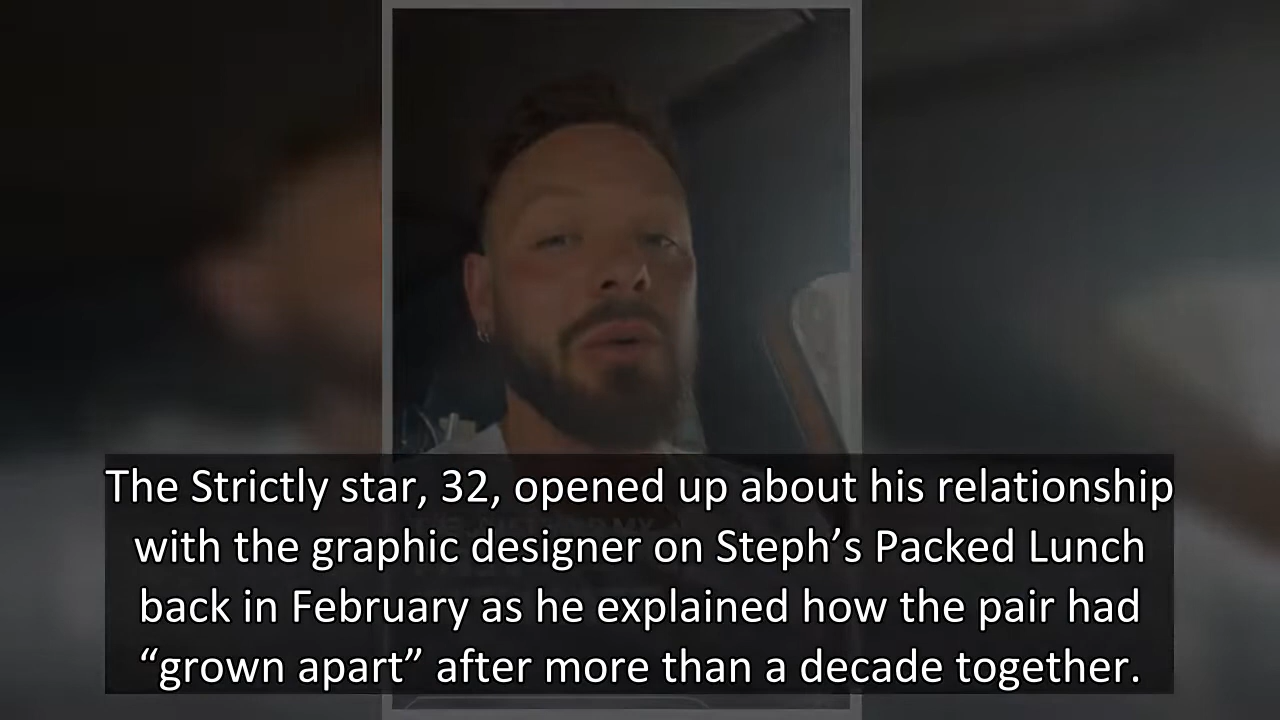 The Strictly star, 32, opened up about his relationship
with the graphic designer on Steph’s Packed Lunch
back in February as he explained how the pair had
“grown apart” after more than a decade together.